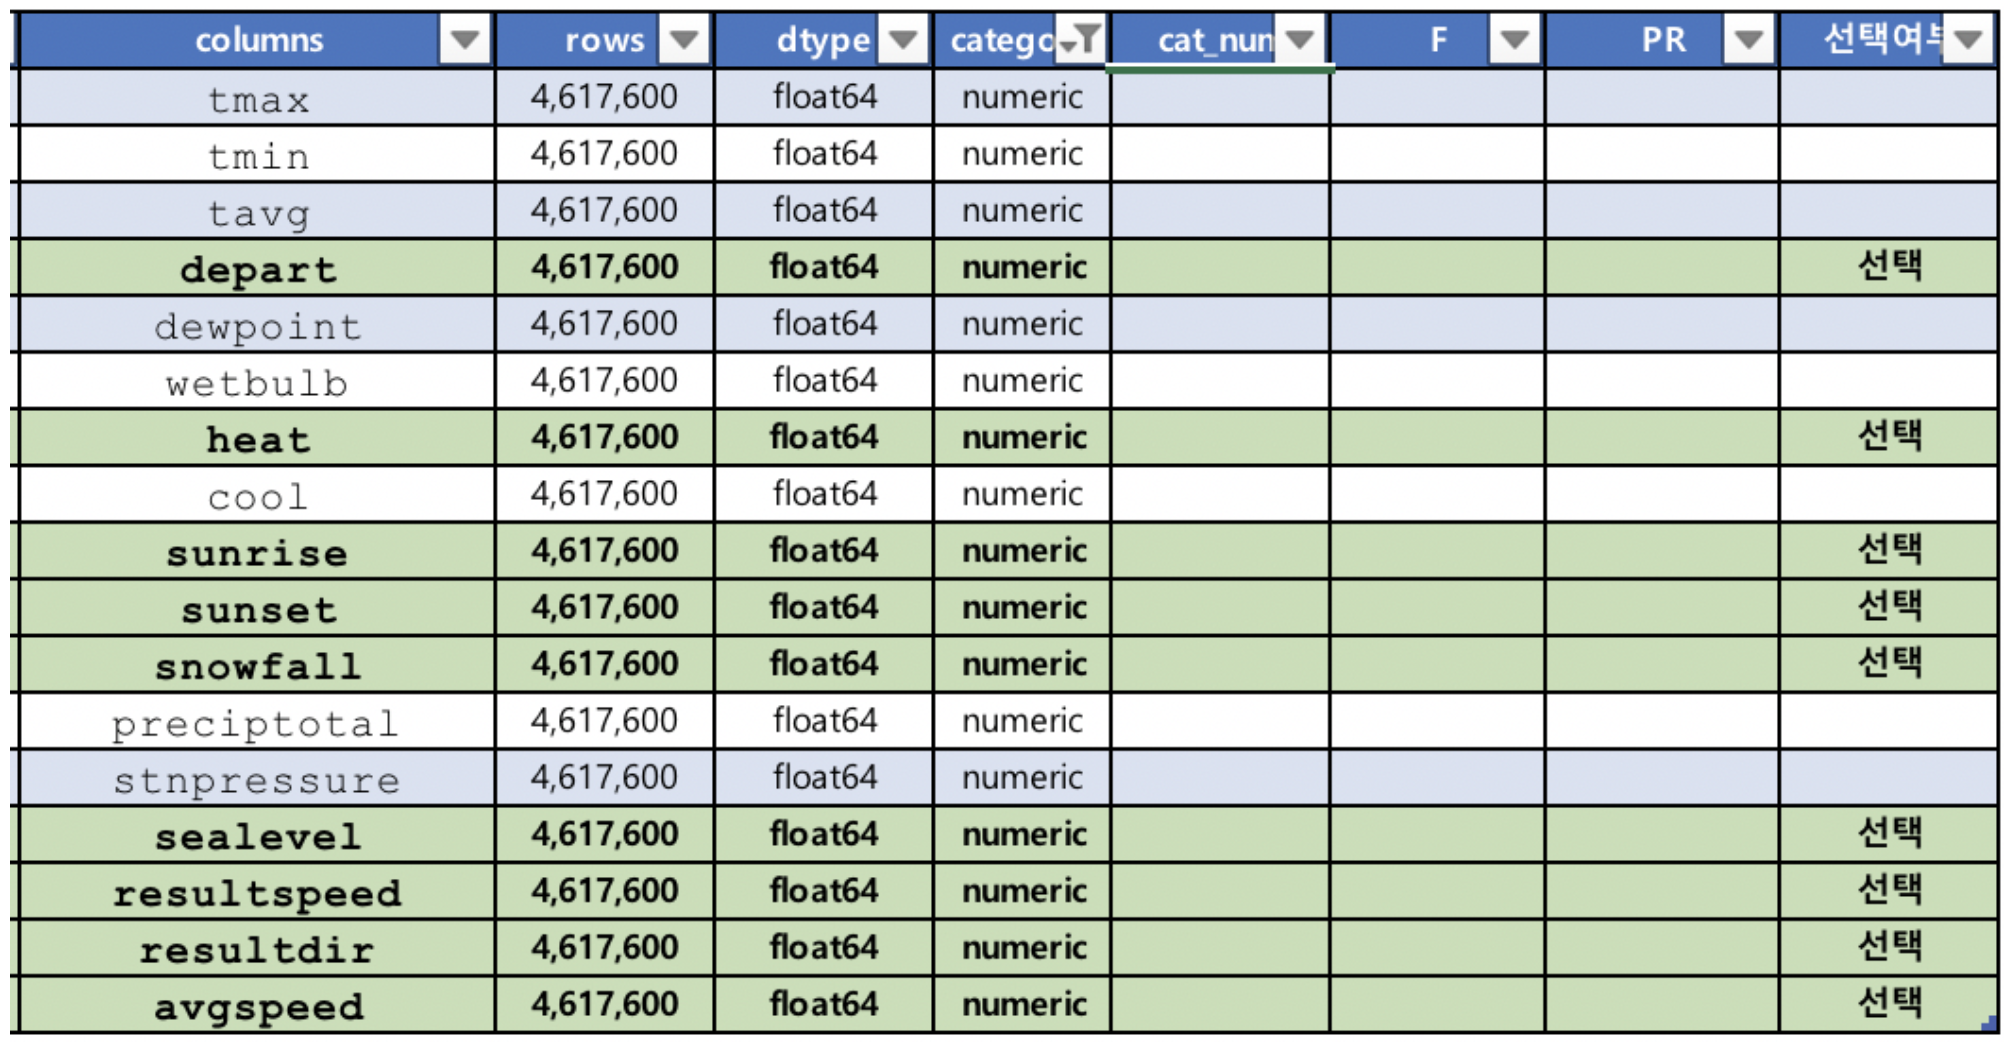 columns rows dtype catego cat_num F PR 선택여부
tmax 4,617,600 float64 numeric
tmin 4,617,600 float64 numeric
tavg 4,617,600 float64 numeric
depart 4,617,600 float64 numeric 선택
dewpoint 4,617,600 float64 numeric
wetbulb 4,617,600 float64 numeric
heat 4,617,600 float64 numeric 선택
cool 4,617,600 float64 numeric
sunrise 4,617,600 float64 numeric 선택
sunset 4,617,600 float64 numeric 선택
snowfall 4,617,600 float64 numeric 선택
preciptotal 4,617,600 float64 numeric
stnpressure 4,617,600 float64 numeric
sealevel 4,617,600 float64 numeric 선택
resultspeed 4,617,600 float64 numeric 선택
resultdir 4,617,600 float64 numeric 선택
avgspeed 4,617,600 float64 numeric 선택